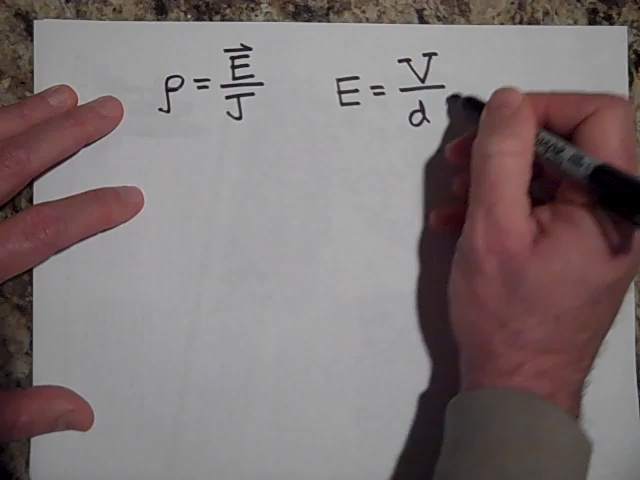 ρ = E⃗ / J E = V / d